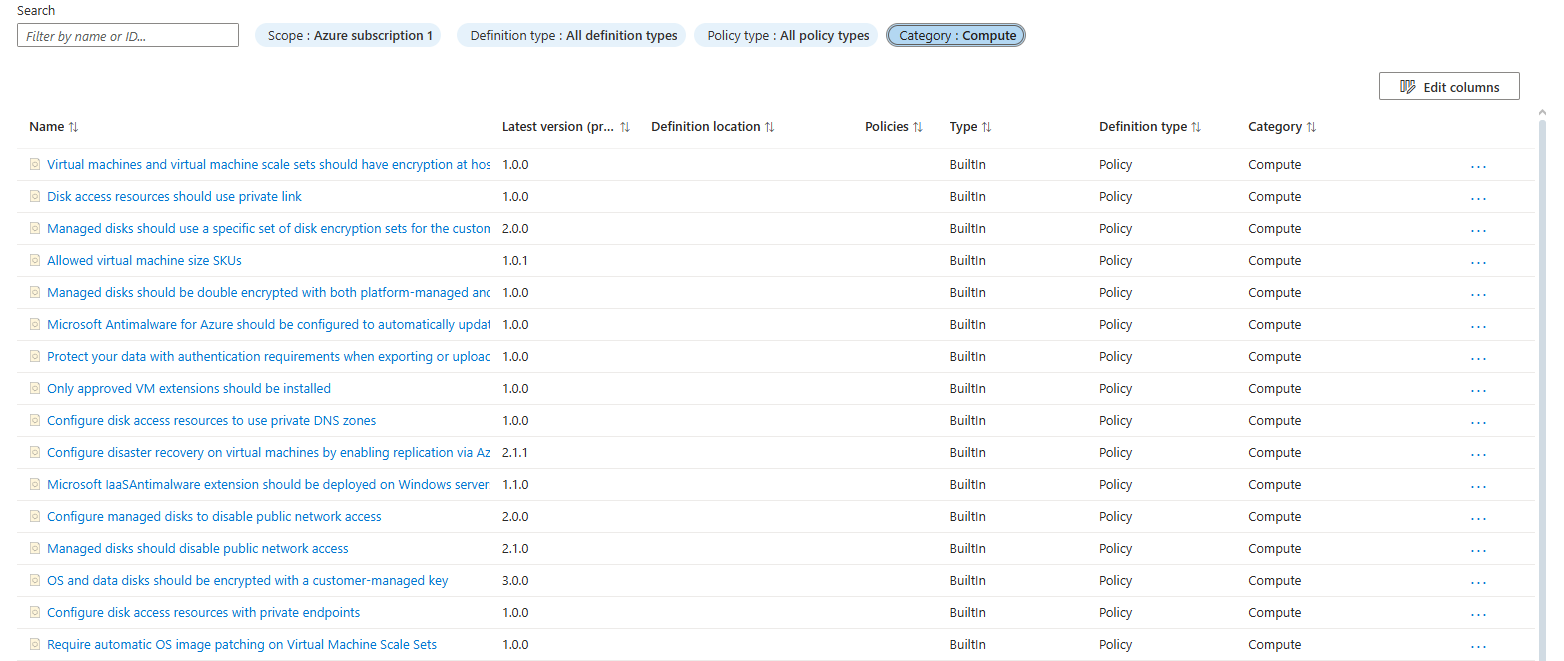 Search
Filter by name or ID...
Scope : Azure subscription 1
Definition type : All definition types
Policy type : All policy types
Category : Compute
Edit columns
Name Latest version (pr... Definition location Policies Type Definition type Category
Virtual machines and virtual machine scale sets should have encryption at hos 1.0.0 BuiltIn Policy Compute ...
Disk access resources should use private link 1.0.0 BuiltIn Policy Compute ...
Managed disks should use a specific set of disk encryption sets for the custon 2.0.0 BuiltIn Policy Compute ...
Allowed virtual machine size SKUs 1.0.1 BuiltIn Policy Compute ...
Managed disks should be double encrypted with both platform-managed anc 1.0.0 BuiltIn Policy Compute ...
Microsoft Antimalware for Azure should be configured to automatically updat 1.0.0 BuiltIn Policy Compute ...
Protect your data with authentication requirements when exporting or uploac 1.0.0 BuiltIn Policy Compute ...
Only approved VM extensions should be installed 1.0.0 BuiltIn Policy Compute ...
Configure disk access resources to use private DNS zones 1.0.0 BuiltIn Policy Compute ...
Configure disaster recovery on virtual machines by enabling replication via Az 2.1.1 BuiltIn Policy Compute ...
Microsoft IaaSAntimalware extension should be deployed on Windows server 1.1.0 BuiltIn Policy Compute ...
Configure managed disks to disable public network access 2.0.0 BuiltIn Policy Compute ...
Managed disks should disable public network access 2.1.0 BuiltIn Policy Compute ...
OS and data disks should be encrypted with a customer-managed key 3.0.0 BuiltIn Policy Compute ...
Configure disk access resources with private endpoints 1.0.0 BuiltIn Policy Compute ...
Require automatic OS image patching on Virtual Machine Scale Sets 1.0.0 BuiltIn Policy Compute ...